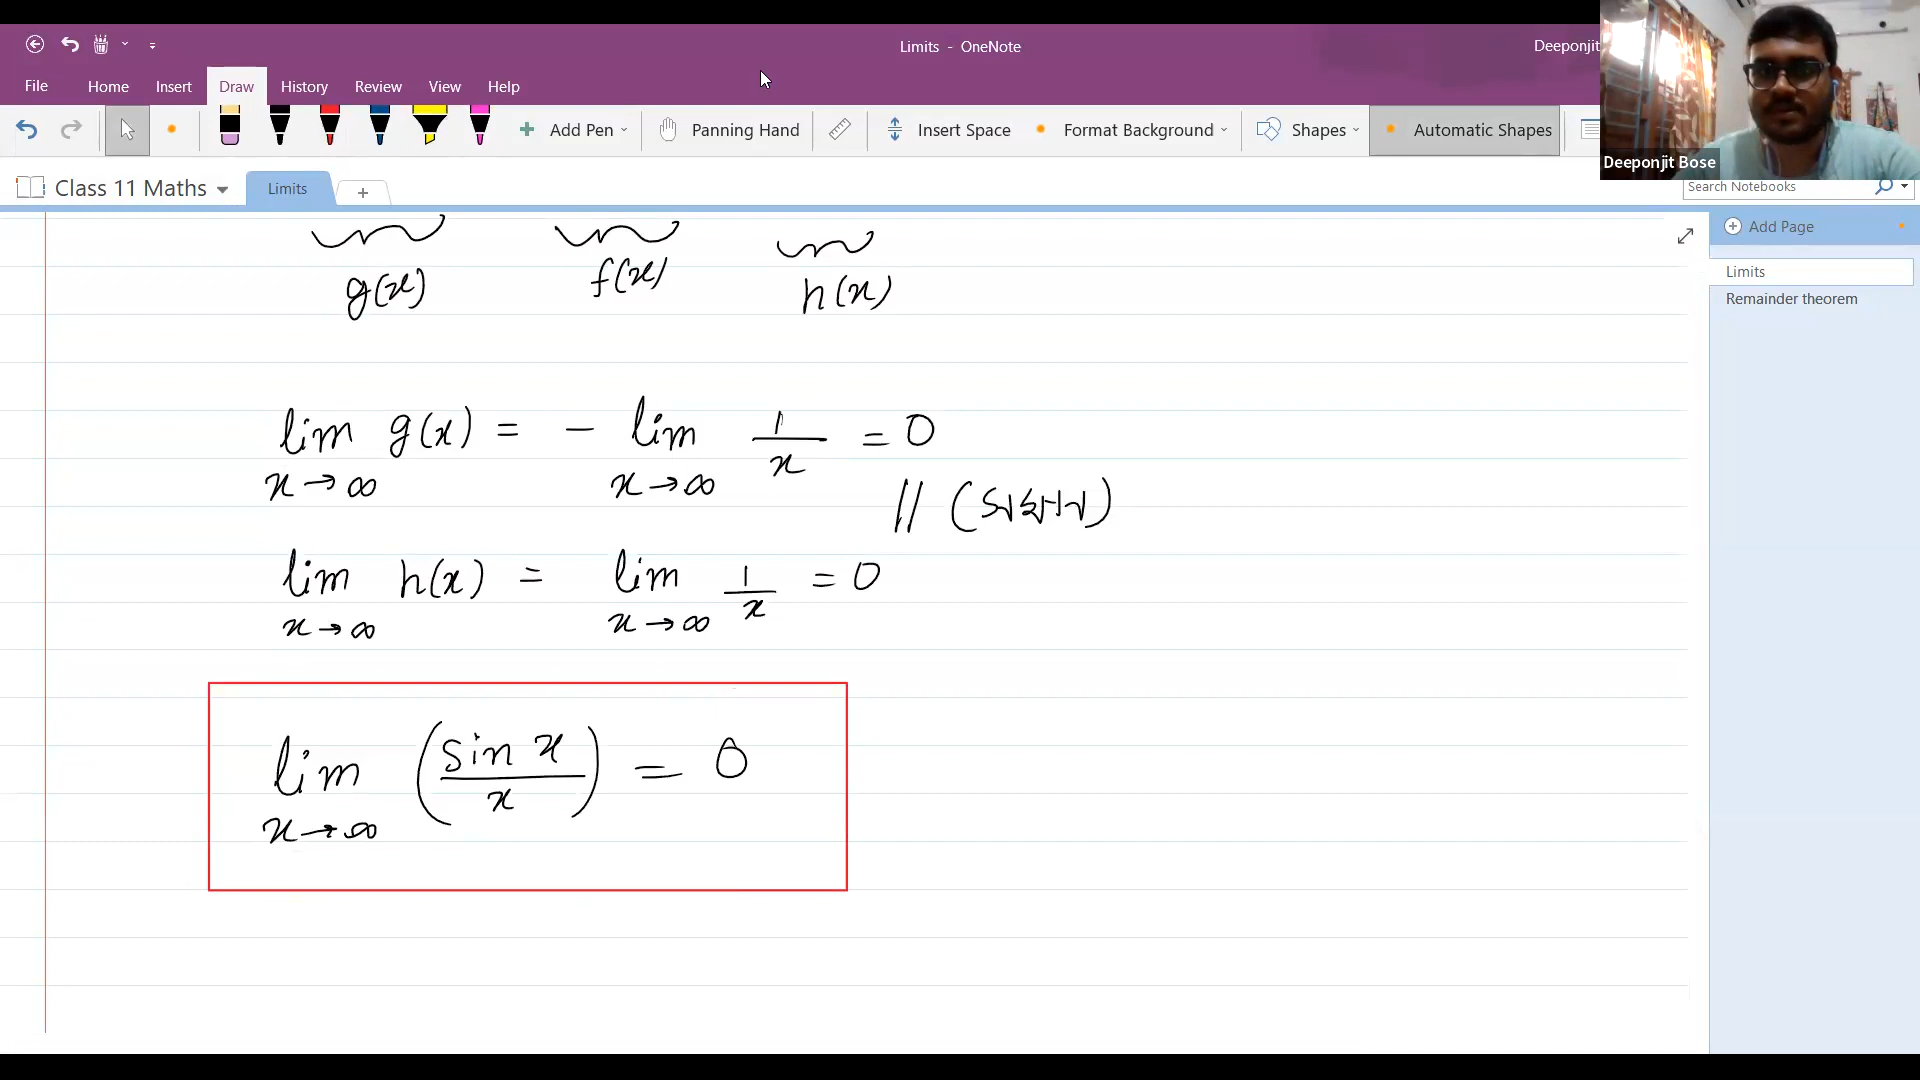 Limits - OneNote
Deeponjit
File Home Insert Draw History Review View Help
Add Pen Panning Hand Insert Space Format Background Shapes Automatic Shapes
Deeponjit Bose
Class 11 Maths Limits +
Search Notebooks
Add Page
Limits
Remainder theorem
g(x) f(x) h(x)
lim g(x) = - lim 1/x = 0
x→∞ x→∞
lim h(x) = lim 1/x = 0
x→∞ x→∞
lim (sin x / x) = 0
x→∞